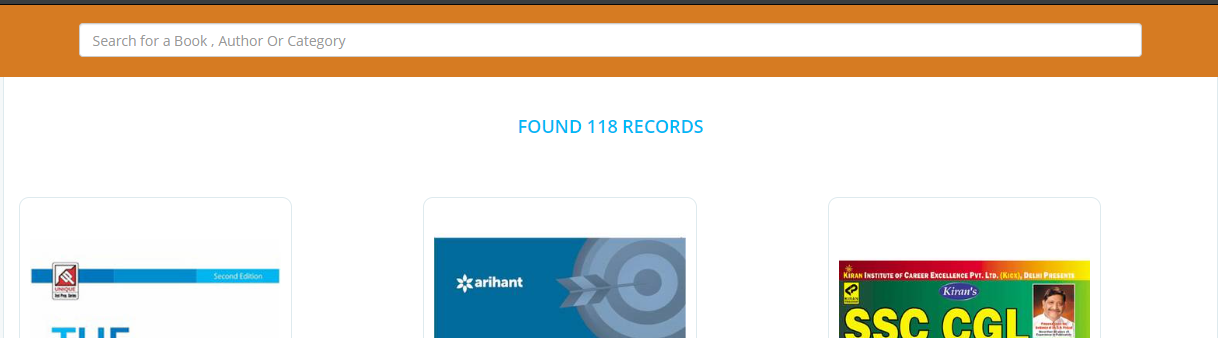 Search for a Book , Author Or Category
FOUND 118 RECORDS
UNIQUE
Second Edition
THE
arihant
KIRAN INSTITUTE OF CAREER EXCELLENCE PVT. LTD. (KICX), DELHI PRESENTS
Kiran's
SSC CGL